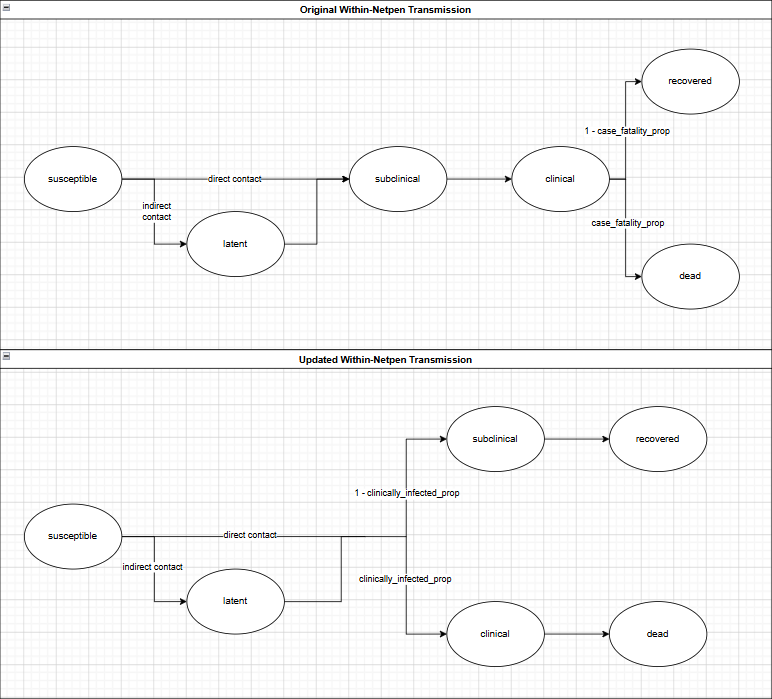 Original Within-Netpen Transmission
recovered
1 - case_fatality_prop
susceptible
direct contact
subclinical
clinical
indirect
contact
case_fatality_prop
latent
dead
Updated Within-Netpen Transmission
subclinical
recovered
1 - clinically_infected_prop
susceptible
direct contact
indirect contact
clinically_infected_prop
latent
clinical
dead